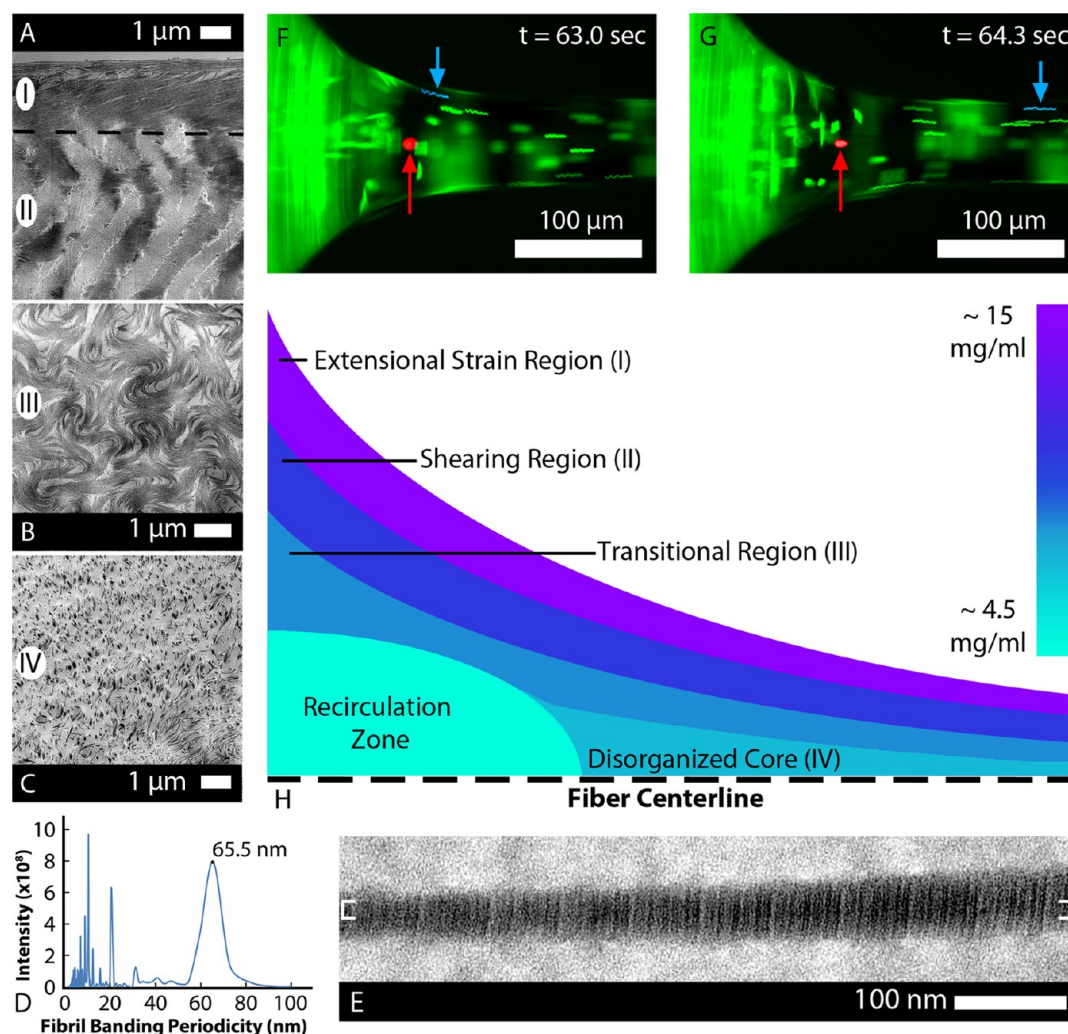 A
1 µm
I
II
III
B
1 µm
IV
C
1 µm
F
t = 63.0 sec
100 µm
G
t = 64.3 sec
100 µm
Extensional Strain Region (I)
Shearing Region (II)
Transitional Region (III)
Recirculation
Zone
Disorganized Core (IV)
~ 15
mg/ml
~ 4.5
mg/ml
H
Fiber Centerline
Intensity (x10⁸)
10
8
6
4
2
0
65.5 nm
0
20
40
60
80
100
D
Fibril Banding Periodicity (nm)
E
100 nm